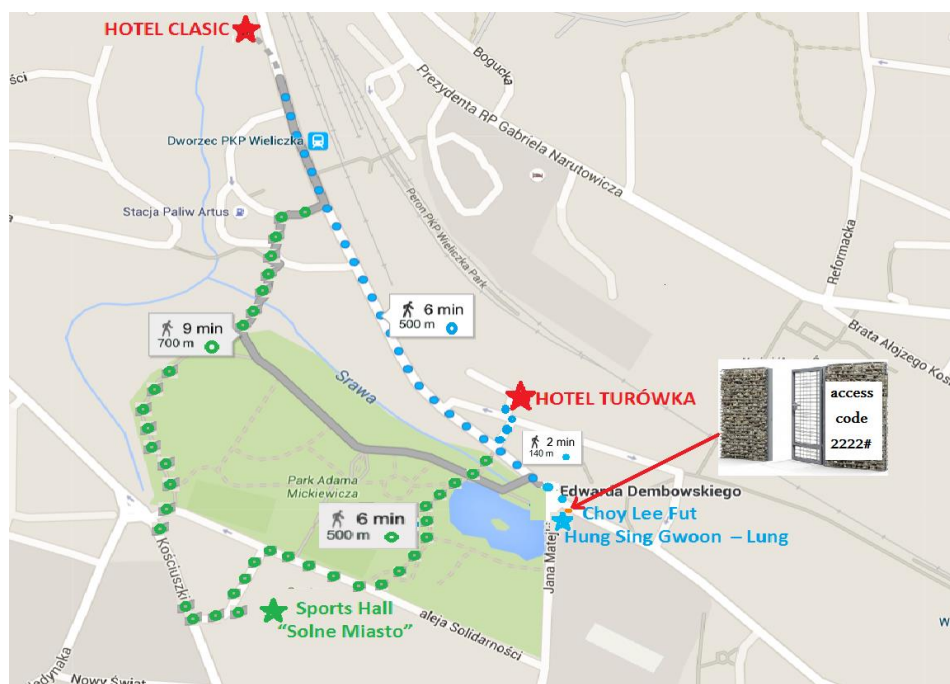 HOTEL CLASIC
ści
Bogucka
Prezydenta RP Gabriela Narutowicza
Dworzec PKP Wieliczka
Stacja Paliw Artus
Peron PKP Wieliczka Park
Reformacka
6 min
500 m
9 min
700 m
Brata Alojzego Kos
Srawa
HOTEL TURÓWKA
access
code
2222#
2 min
140 m
Park Adama
Mickiewicza
Edwarda Dembowskiego
Choy Lee Fut
Hung Sing Gwoon – Lung
6 min
500 m
Jana Matej
Kościuszki
Sports Hall
"Solne Miasto"
aleja Solidarności
W
adynaka
Nowy Świat